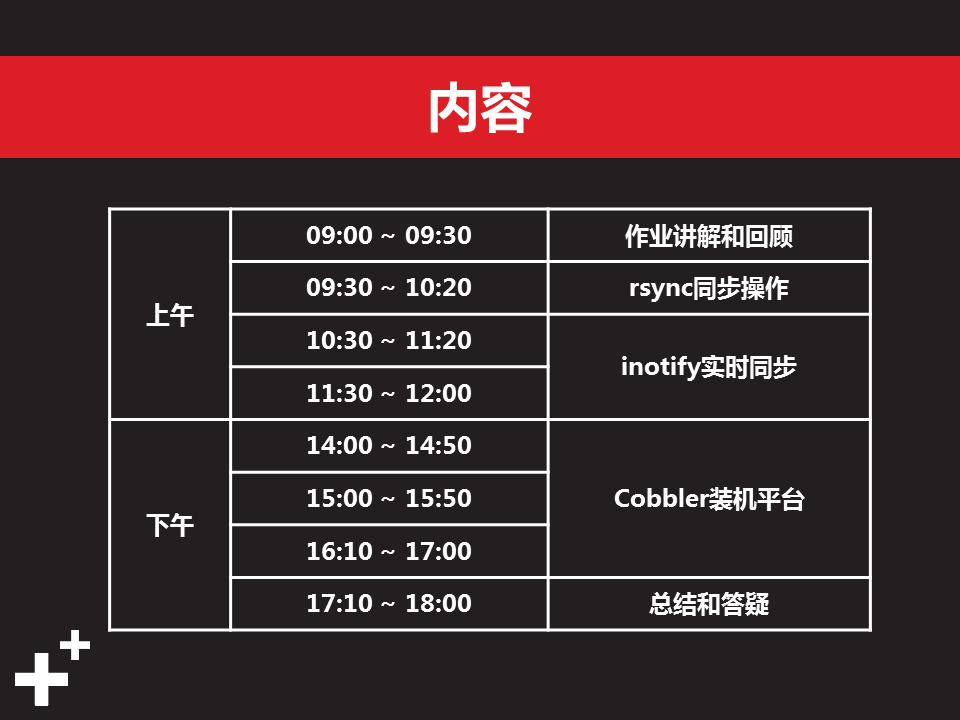 内容
上午
09:00 ~ 09:30
作业讲解和回顾
09:30 ~ 10:20
rsync同步操作
10:30 ~ 11:20
inotify实时同步
11:30 ~ 12:00
下午
14:00 ~ 14:50
Cobbler装机平台
15:00 ~ 15:50
16:10 ~ 17:00
17:10 ~ 18:00
总结和答疑